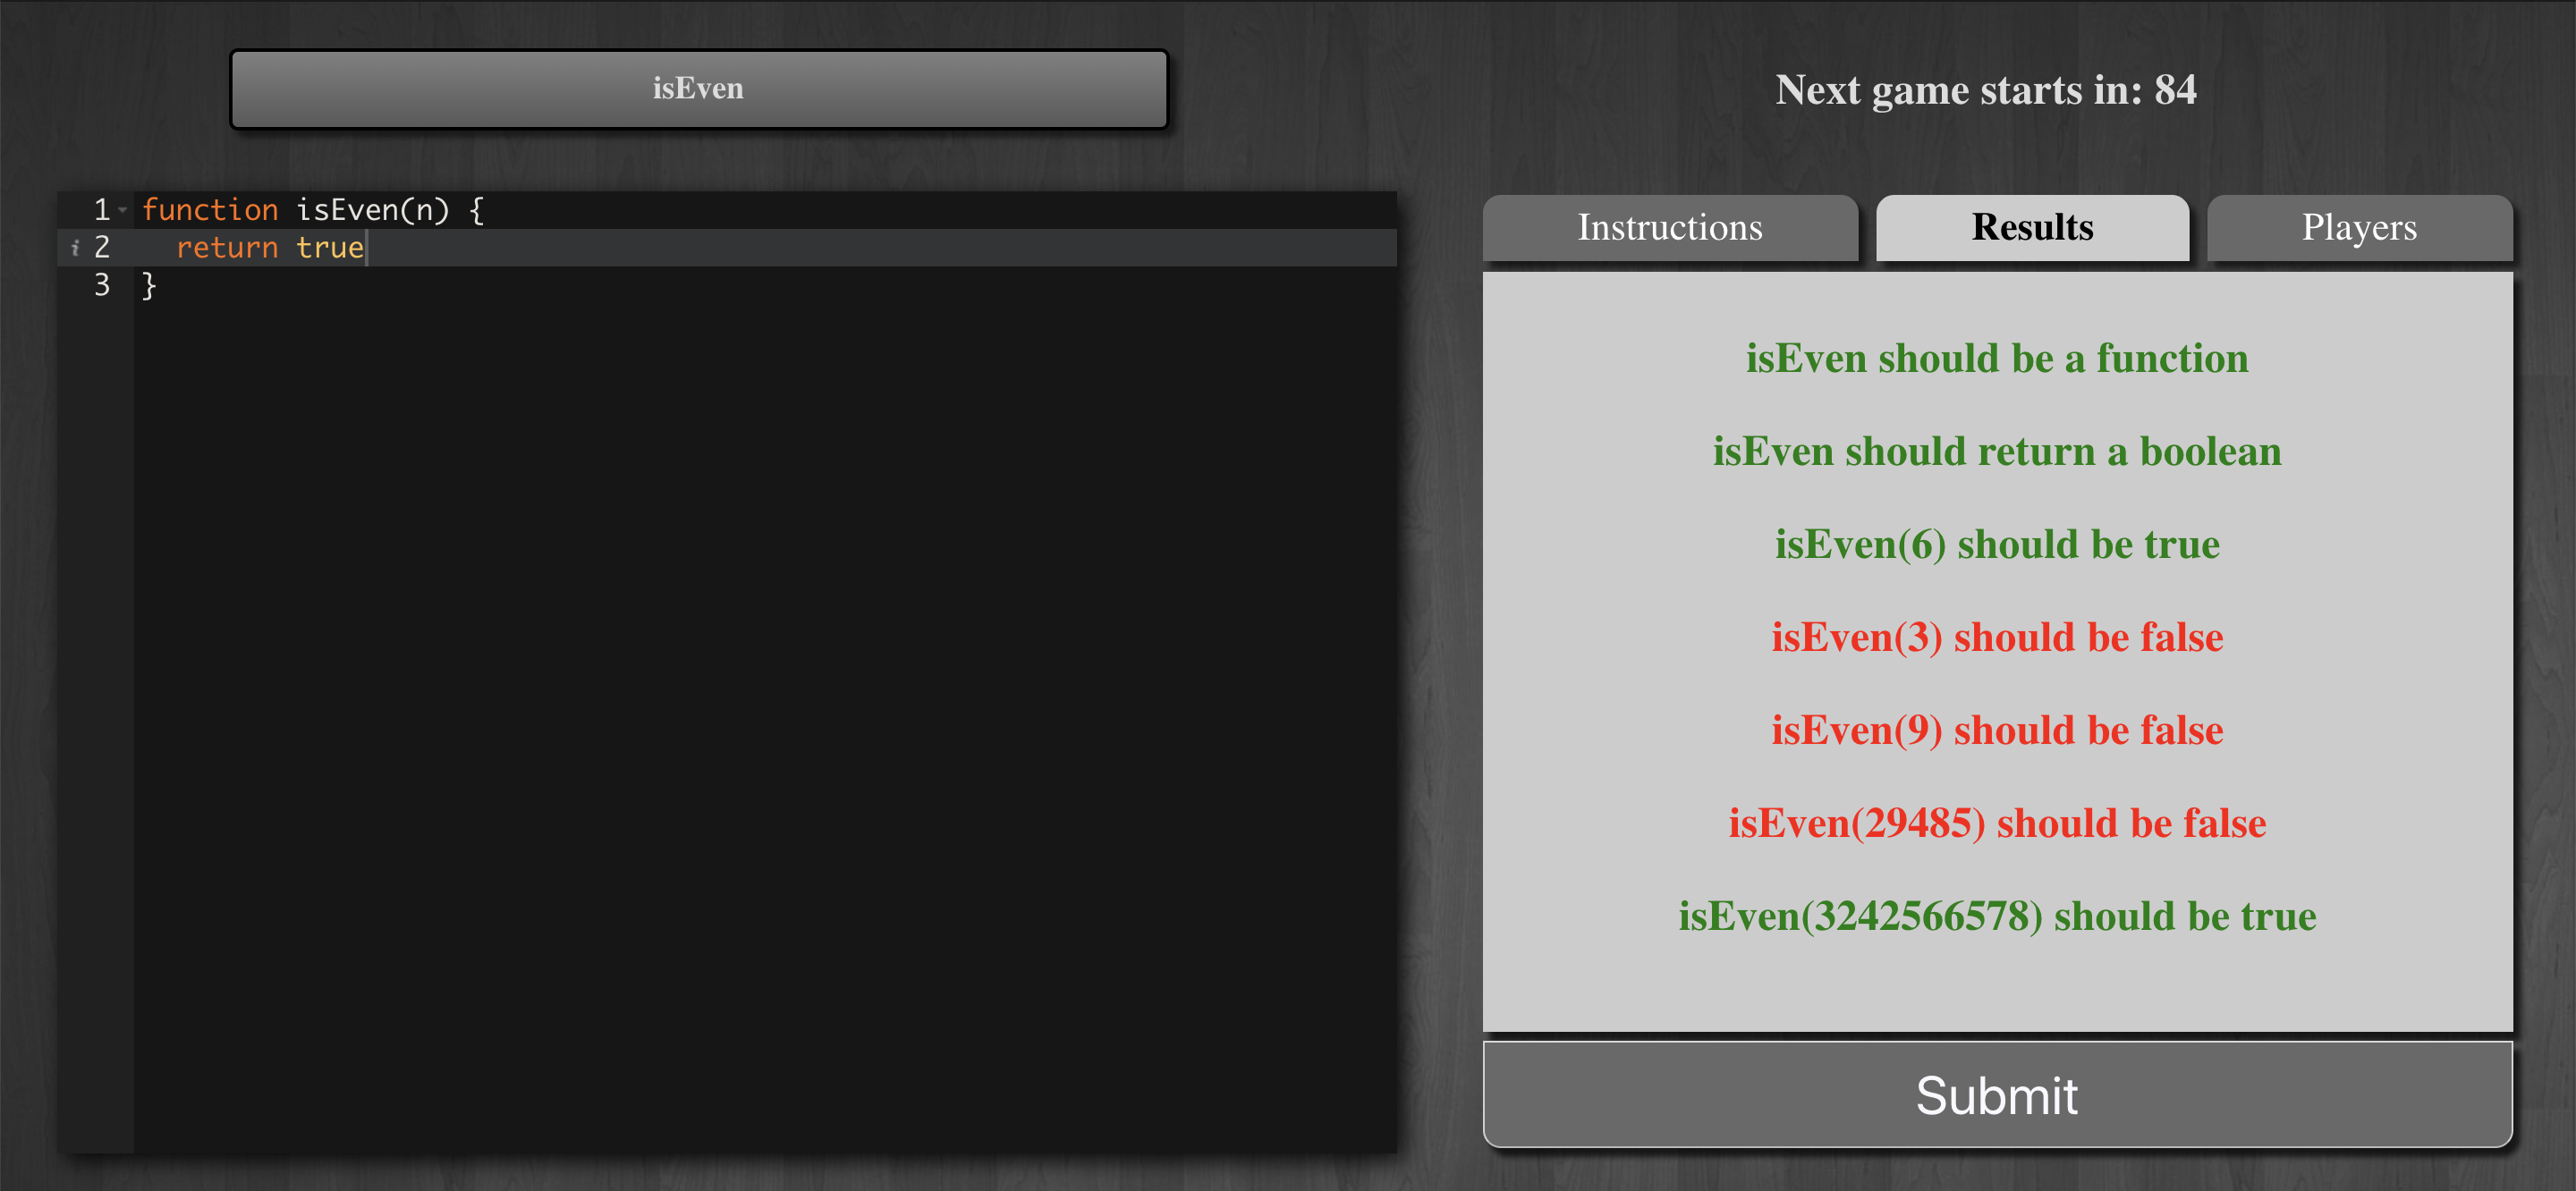 isEven
Next game starts in: 84
1 function isEven(n) {
i 2 return true
3 }
Instructions
Results
Players
isEven should be a function
isEven should return a boolean
isEven(6) should be true
isEven(3) should be false
isEven(9) should be false
isEven(29485) should be false
isEven(3242566578) should be true
Submit